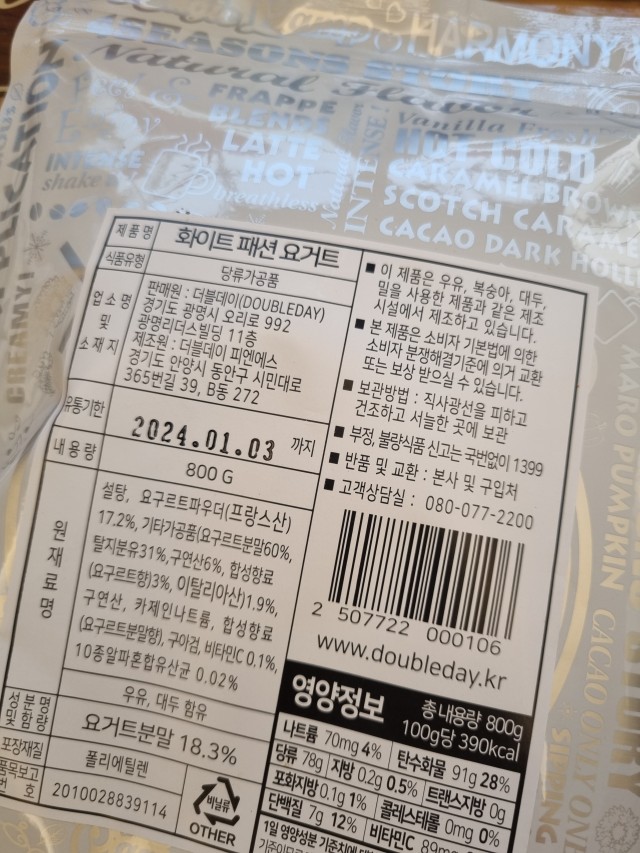 HARMONY
SEASONS STORY
Natural Flavor
FRAPPE
BLENDS
LATTE
HOT
breathless
INTENSE
shake
INTENSE!
Vanilla Fresh
HOT COLD
CARAMEL BROWN
SCOTCH CARAME
CACAO DARK HOLL
CREAMY!
PUMPKIN
CACAO ONLY ONE
SIPPING
제품명 화이트 패션 요거트
식품유형 당류가공품
업소명 및 소재지
판매원 : 더블데이(DOUBLEDAY)
경기도 광명시 오리로 992
광명리더스빌딩 11층
제조원 : 더블데이 피엔에스
경기도 안양시 동안구 시민대로
365번길 39, B동 272
유통기한 2024.01.03 까지
내용량 800 G
원재료명
설탕, 요구르트파우더(프랑스산)
17.2%, 기타가공품(요구르트분말60%,
탈지분유31%,구연산6%, 합성향료
(요구르트향)3%, 이탈리아산)1.9%,
구연산, 카제인나트륨, 합성향료
(요구르트분말향), 구아검, 비타민C 0.1%,
10종알파혼합유산균 0.02%
우유, 대두 함유
성분명 및 함량 요거트분말 18.3%
포장재질 폴리에틸렌
품목보고번호 2010028839114
비닐류
OTHER
■ 이 제품은 우유, 복숭아, 대두,
밀을 사용한 제품과 같은 제조
시설에서 제조하고 있습니다.
■ 본 제품은 소비자 기본법에 의한
소비자 분쟁해결기준에 의거 교환
또는 보상 받으실 수 있습니다.
■ 보관방법 : 직사광선을 피하고
건조하고 서늘한 곳에 보관
■ 부정, 불량식품 신고는 국번없이 1399
■ 반품 및 교환 : 본사 및 구입처
■ 고객상담실 : 080-077-2200
2 507722 000106
www.doubleday.kr
영양정보 총 내용량 800g
100g당 390kcal
나트륨 70mg 4% 탄수화물 91g 28%
당류 78g 지방 0.2g 0.5% 트랜스지방 0g
포화지방 0.1g 1% 콜레스테롤 0mg 0%
단백질 7g 12% 비타민C 89mg
1일 영양성분 기준치에